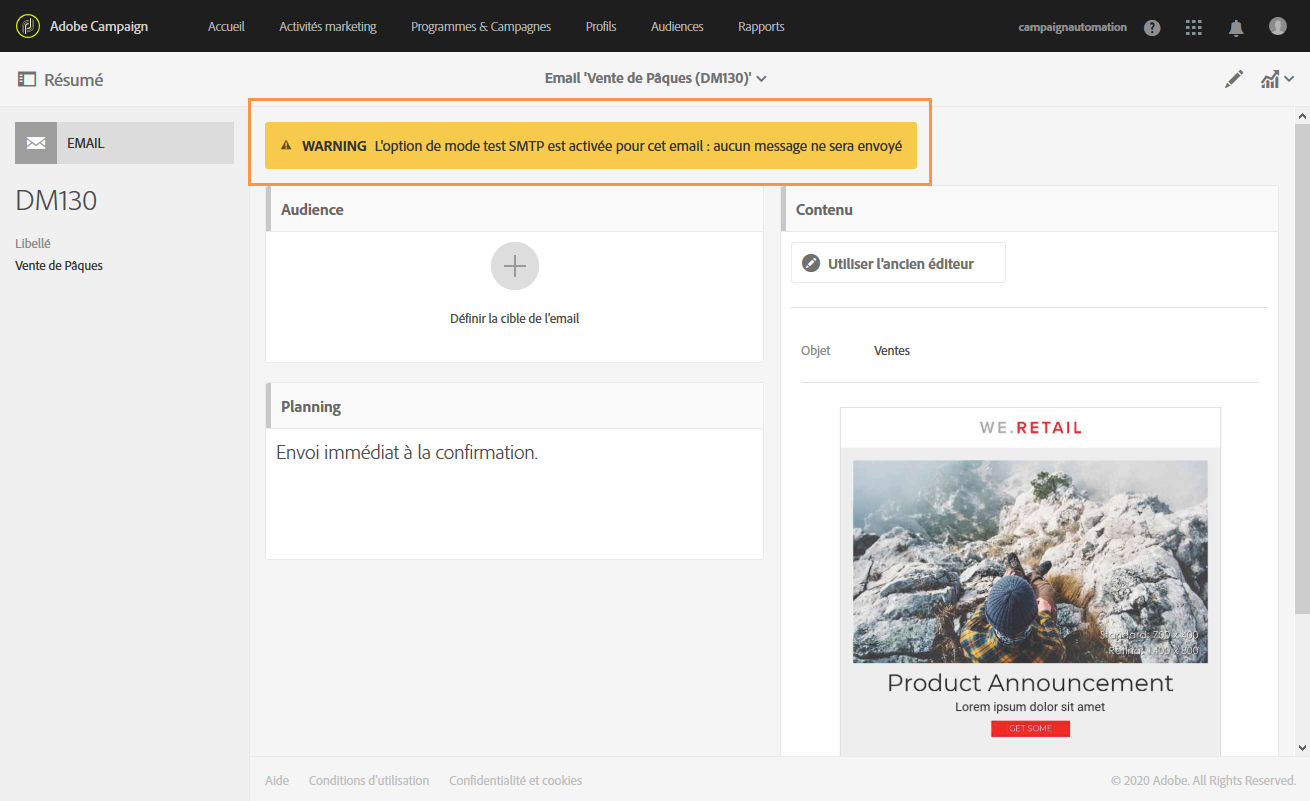 Adobe Campaign Accueil Activités marketing Programmes & Campagnes Profils Audiences Rapports campaignautomation ?
Résumé Email 'Vente de Pâques (DM130)'
EMAIL
DM130
Libellé
Vente de Pâques
WARNING L'option de mode test SMTP est activée pour cet email : aucun message ne sera envoyé
Audience
Définir la cible de l'email
Planning
Envoi immédiat à la confirmation.
Contenu
Utiliser l'ancien éditeur
Objet Ventes
WE.RETAIL
Standard: 700 x 400
Retina: 1400 x 800
Product Announcement
Lorem ipsum dolor sit amet
GET SOME
Aide Conditions d'utilisation Confidentialité et cookies © 2020 Adobe. All Rights Reserved.